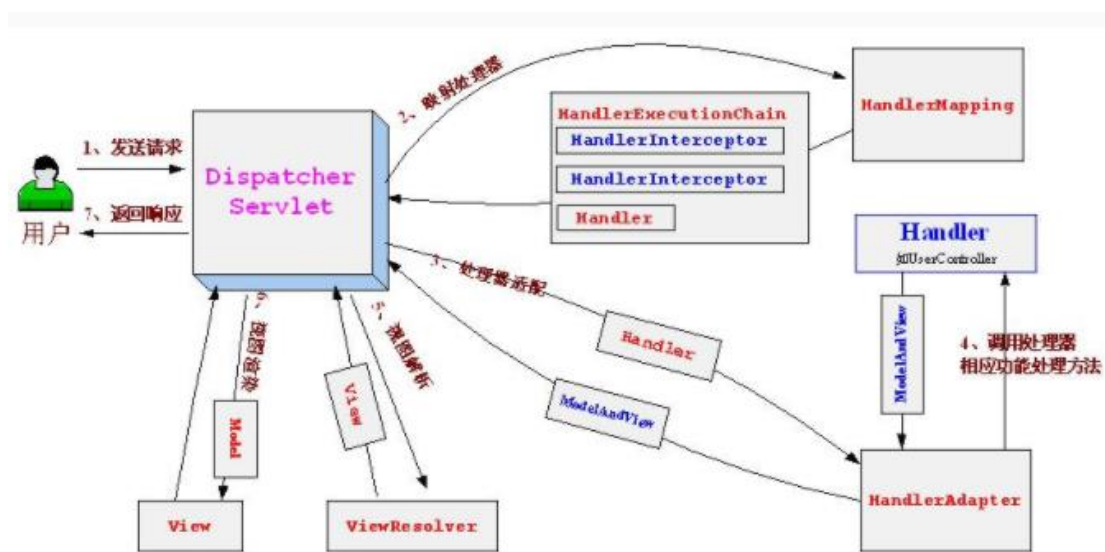 1、发送请求
7、返回响应
用户
Dispatcher
Servlet
2、映射处理器
HandlerExecutionChain
HandlerInterceptor
HandlerInterceptor
Handler
HandlerMapping
Handler
如UserController
3、处理器适配
Handler
ModelAndView
ModelAndView
4、调用处理器
相应功能处理方法
HandlerAdapter
5、视图解析
View
ViewResolver
6、视图渲染
Model
View